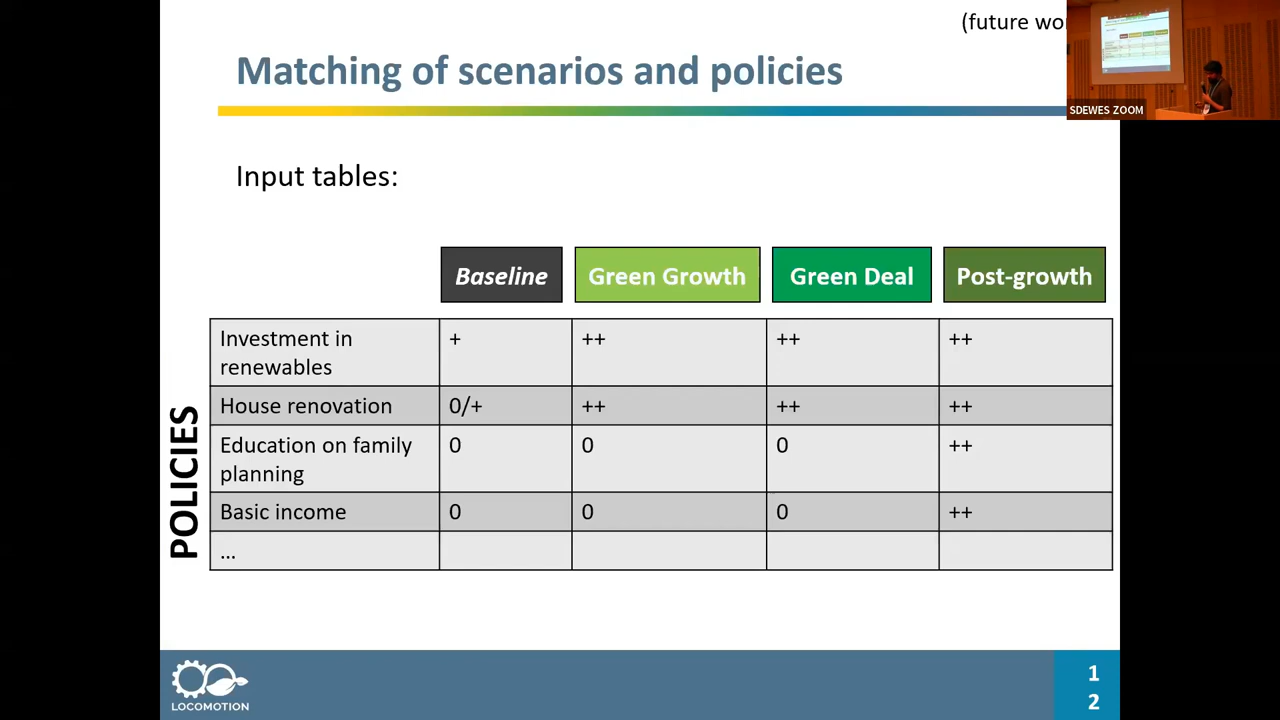 (future
Matching of scenarios and policies
SDEWES ZOOM
Input tables:
Baseline Green Growth Green Deal Post-growth
POLICIES
Investment in renewables + ++ ++ ++
House renovation 0/+ ++ ++ ++
Education on family planning 0 0 0 ++
Basic income 0 0 0 ++
...
LOCOMOTION
1
2